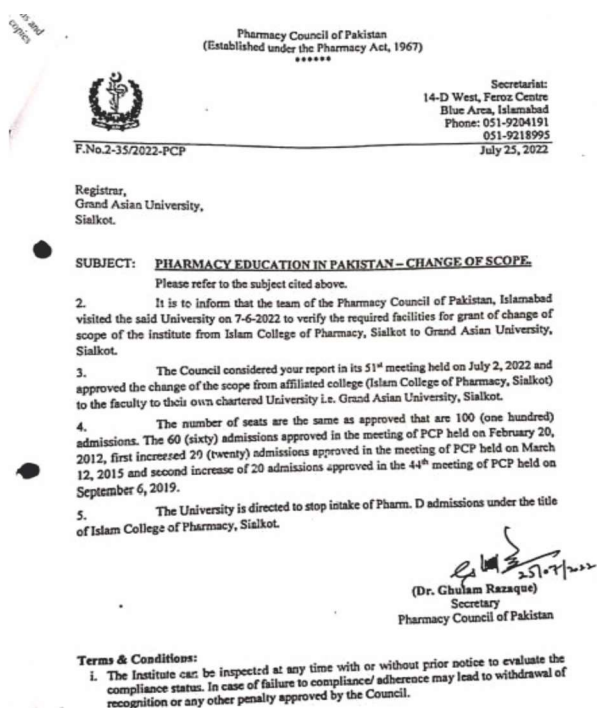 s and
copies
Pharmacy Council of Pakistan
(Established under the Pharmacy Act, 1967)
******
Secretariat:
14-D West, Feroz Centre
Blue Area, Islamabad
Phone: 051-9204191
051-9218995
F.No.2-35/2022-PCP
July 25, 2022
Registrar,
Grand Asian University,
Sialkot.
SUBJECT: PHARMACY EDUCATION IN PAKISTAN – CHANGE OF SCOPE.
Please refer to the subject cited above.
2. It is to inform that the team of the Pharmacy Council of Pakistan, Islamabad
visited the said University on 7-6-2022 to verify the required facilities for grant of change of
scope of the institute from Islam College of Pharmacy, Sialkot to Grand Asian University,
Sialkot.
3. The Council considered your report in its 51st meeting held on July 2, 2022 and
approved the change of the scope from affiliated college (Islam College of Pharmacy, Sialkot)
to the faculty to their own chartered University i.e. Grand Asian University, Sialkot.
4. The number of seats are the same as approved that are 100 (one hundred)
admissions. The 60 (sixty) admissions approved in the meeting of PCP held on February 20,
2012, first increased 20 (twenty) admissions approved in the meeting of PCP held on March
12, 2015 and second increase of 20 admissions approved in the 44th meeting of PCP held on
September 6, 2019.
5. The University is directed to stop intake of Pharm. D admissions under the title
of Islam College of Pharmacy, Sialkot.
25/07/2022
(Dr. Ghulam Razaque)
Secretary
Pharmacy Council of Pakistan
Terms & Conditions:
i. The Institute can be inspected at any time with or without prior notice to evaluate the
compliance status. In case of failure to compliance/ adherence may lead to withdrawal of
recognition or any other penalty approved by the Council.